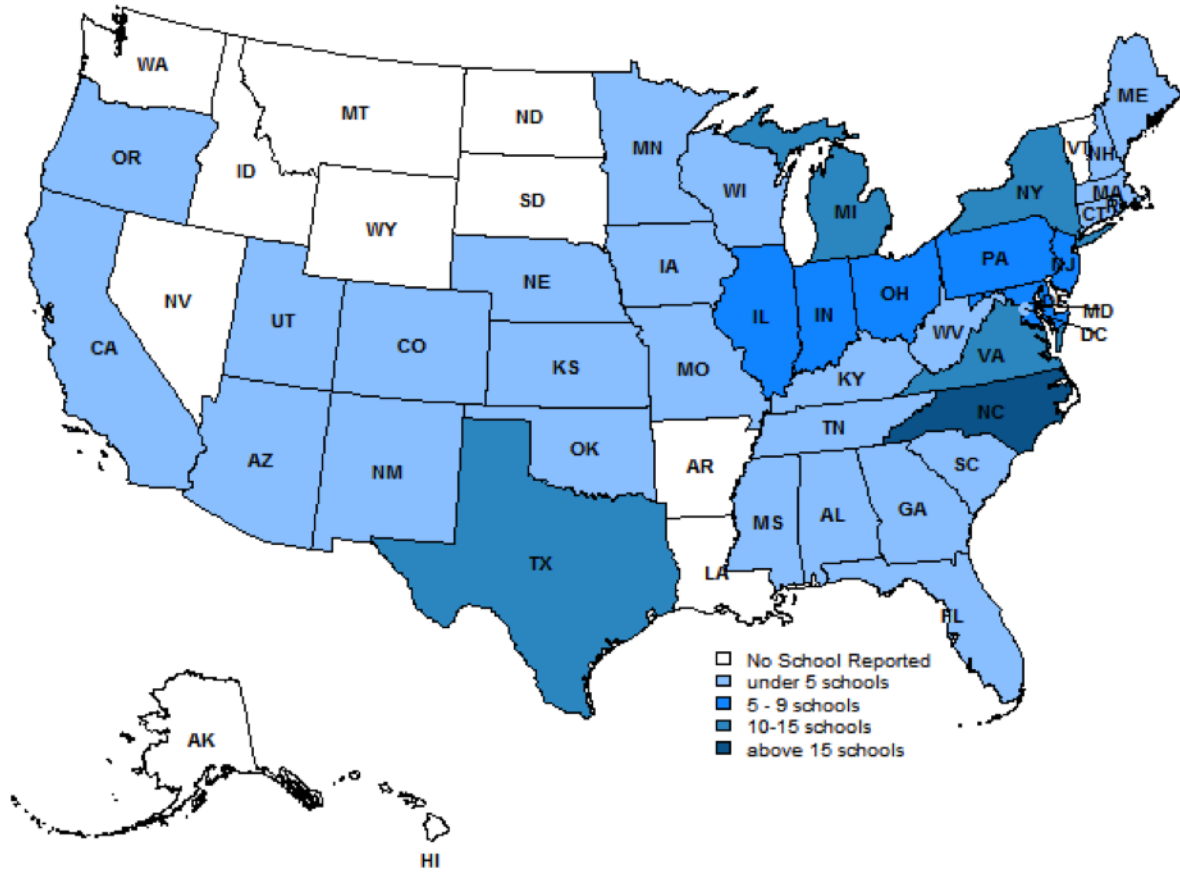 WA
MT
ND
MN
ME
VT
NH
OR
ID
SD
WI
MI
NY
MA
CT
WY
IA
PA
NJ
NE
NV
UT
CO
IL
IN
OH
DE
MD
DC
CA
KS
MO
WV
VA
KY
NC
TN
AZ
NM
OK
AR
SC
MS
AL
GA
TX
LA
FL
No School Reported
under 5 schools
5 - 9 schools
10-15 schools
above 15 schools
AK
HI